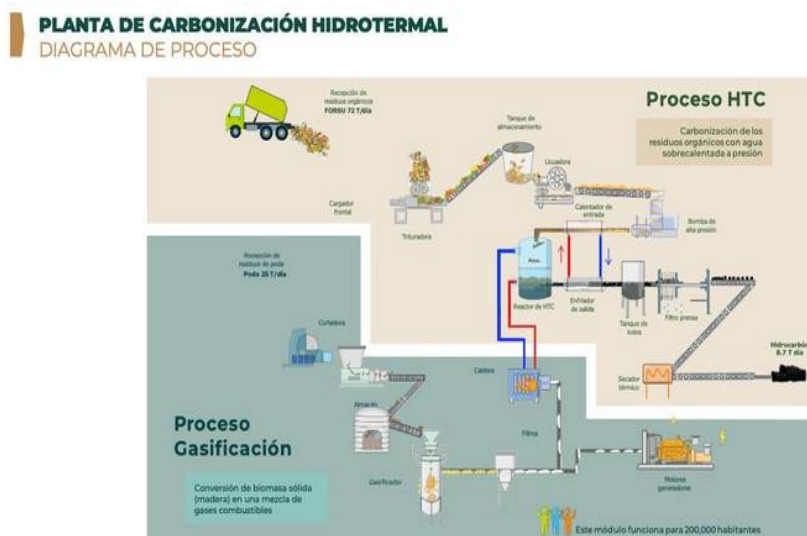 PLANTA DE CARBONIZACIÓN HIDROTERMAL
DIAGRAMA DE PROCESO
Recepción de
residuos orgánicos
FORSU 72 T/día
Proceso HTC
Carbonización de los
residuos orgánicos con agua
sobrecalentada a presión
Tanque de
almacenamiento
Licuadora
Cargador
frontal
Trituradora
Calentador de
entrada
Bomba de
alta presión
Recepción de
residuos de poda
Poda 25 T/día
Reactor de HTC
Enfriador
de salida
Tanque de
lodos
Filtro prensa
Cortadora
Hidrocarbón
8.7 T día
Secador
térmico
Caldera
Almacén
Proceso
Gasificación
Filtros
Gasificador
Motores
generadores
Conversión de biomasa sólida
(madera) en una mezcla de
gases combustibles
Este módulo funciona para 200,000 habitantes